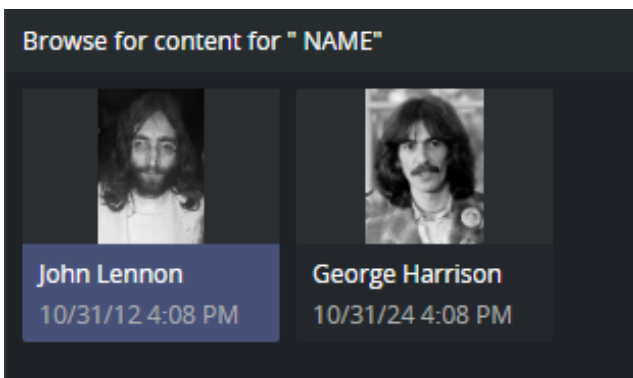 Browse for content for " NAME"
John Lennon
10/31/12 4:08 PM
George Harrison
10/31/24 4:08 PM